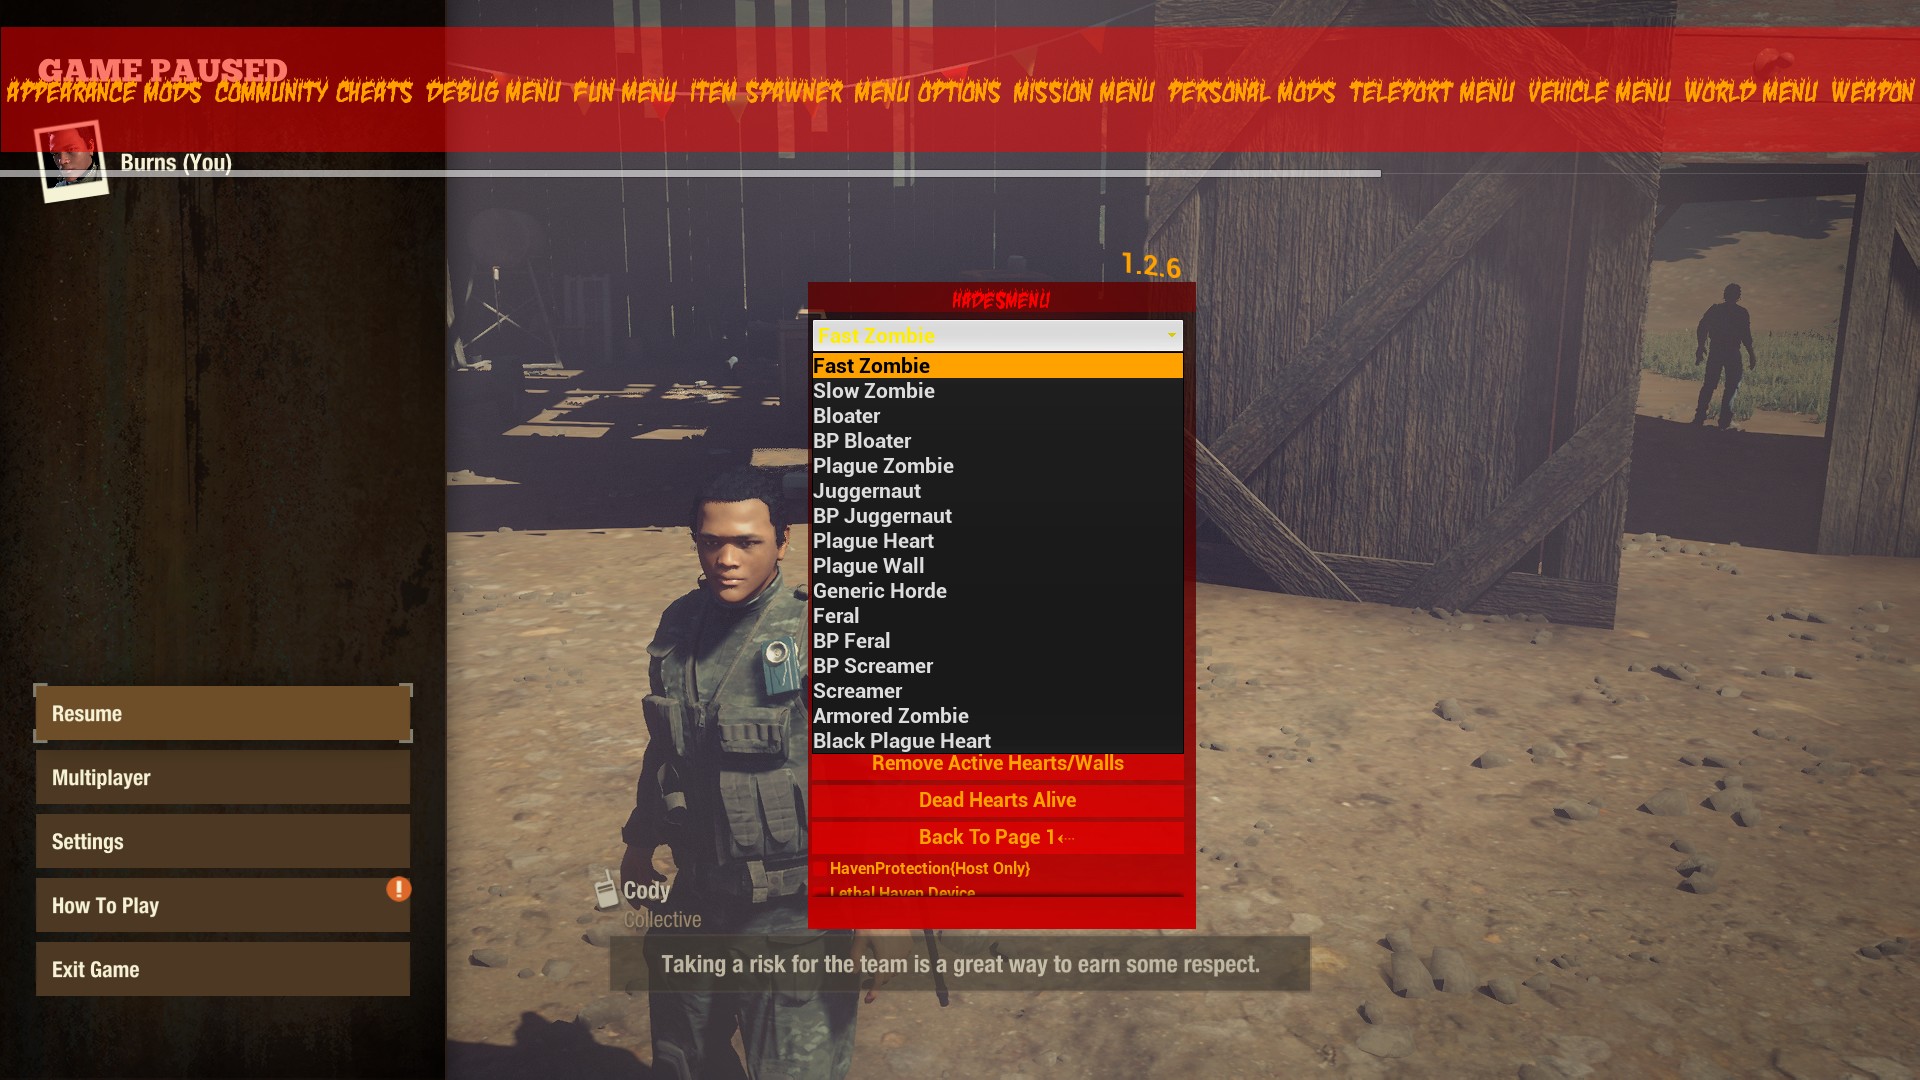 GAME PAUSED
APPEARANCE MODS COMMUNITY CHEATS DEBUG MENU FUN MENU ITEM SPAWNER MENU OPTIONS MISSION MENU PERSONAL MODS TELEPORT MENU VEHICLE MENU WORLD MENU WEAPON
Burns (You)
1.2.6
HADESMENU
Fast Zombie
Fast Zombie
Slow Zombie
Bloater
BP Bloater
Plague Zombie
Juggernaut
BP Juggernaut
Plague Heart
Plague Wall
Generic Horde
Feral
BP Feral
BP Screamer
Screamer
Armored Zombie
Black Plague Heart
Remove Active Hearts/Walls
Dead Hearts Alive
Back To Page 1
HavenProtection{Host Only}
Lethal Haven Device
Resume
Multiplayer
Settings
How To Play
!
Exit Game
Cody
Collective
Taking a risk for the team is a great way to earn some respect.